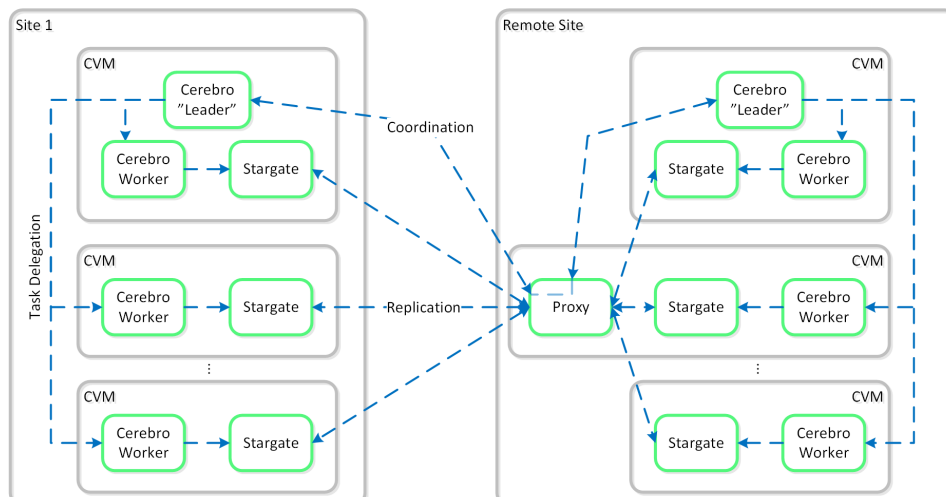 Site 1
CVM
Cerebro
"Leader"
Cerebro
Worker
Stargate
Task Delegation
CVM
Cerebro
Worker
Stargate
...
CVM
Cerebro
Worker
Stargate
Coordination
Replication
Remote Site
CVM
Cerebro
"Leader"
Stargate
Cerebro
Worker
CVM
Proxy
Stargate
Cerebro
Worker
...
CVM
Stargate
Cerebro
Worker